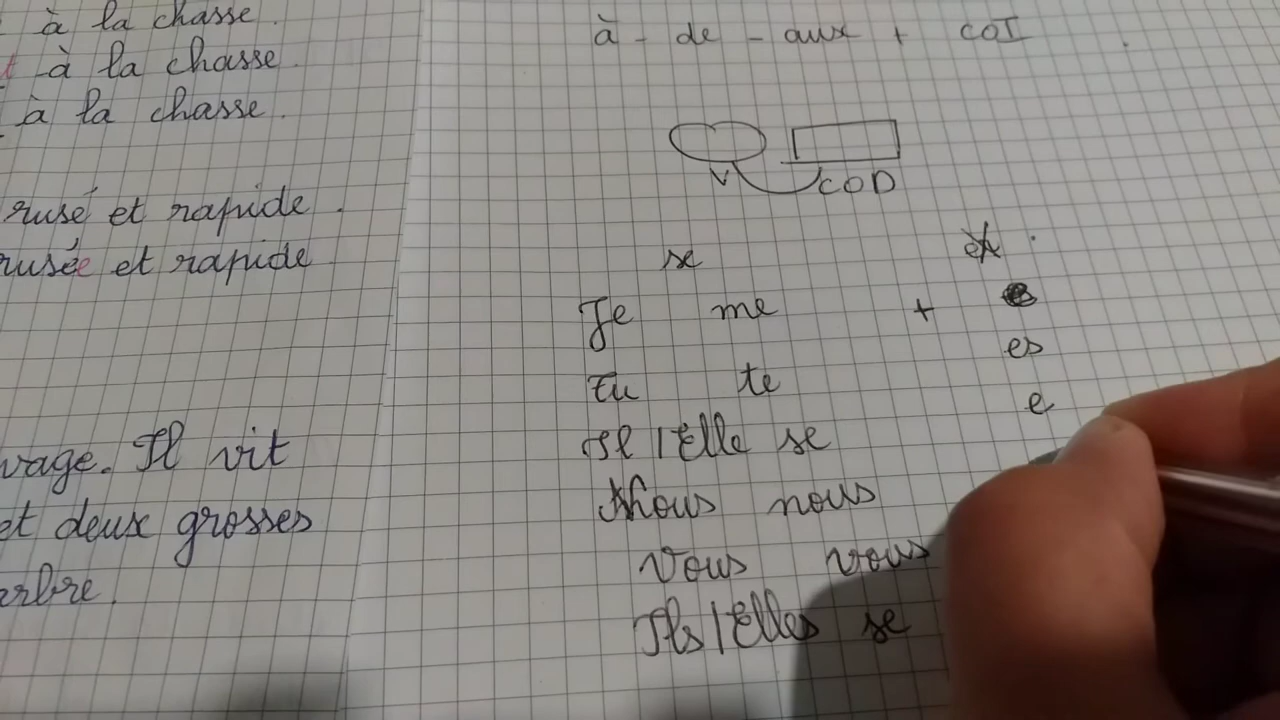 à la chasse.
t à la chasse.
à la chasse.
rusé et rapide.
rusée et rapide
vage. Il vit
et deux grosses
arbre.
à - de - aux + COI
V COD
se
Je me + e
Tu te es
Il / Elle se e
Nous nous
Vous vous
Ils / Elles se